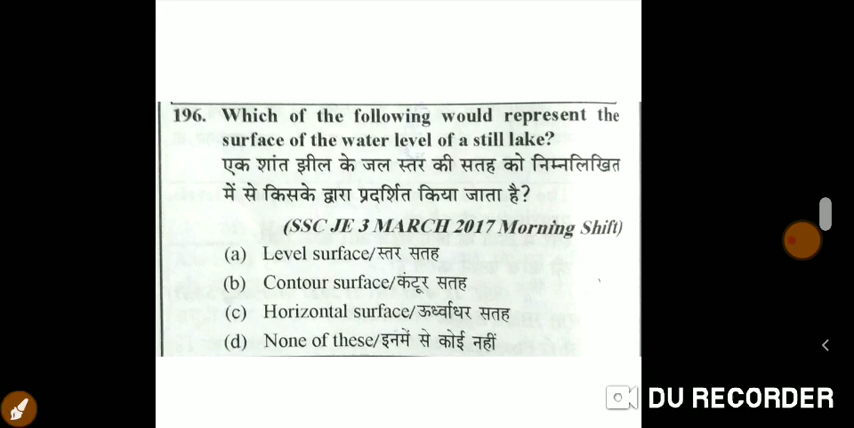 196. Which of the following would represent the
surface of the water level of a still lake?
एक शांत झील के जल स्तर की सतह को निम्नलिखित
में से किसके द्वारा प्रदर्शित किया जाता है?
(SSC JE 3 MARCH 2017 Morning Shift)
(a) Level surface/स्तर सतह
(b) Contour surface/कंटूर सतह
(c) Horizontal surface/ऊर्ध्वाधर सतह
(d) None of these/इनमें से कोई नहीं
DU RECORDER